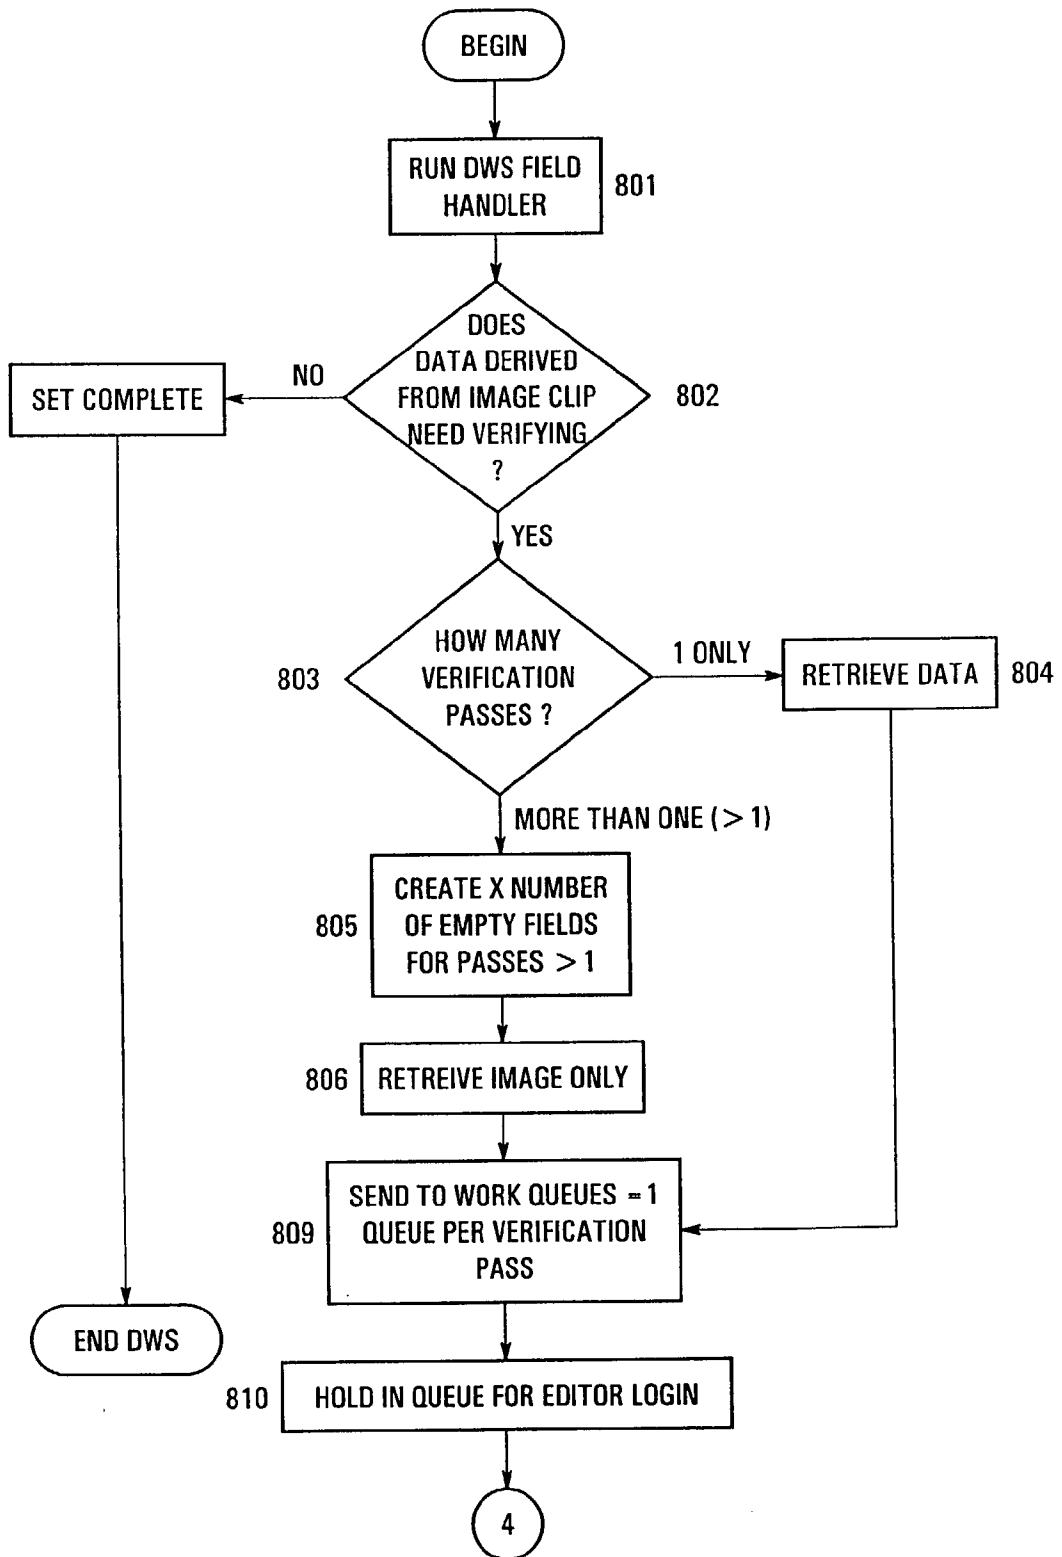 BEGIN
RUN DWS FIELD
HANDLER
801
DOES
DATA DERIVED
FROM IMAGE CLIP
NEED VERIFYING
?
802
NO
SET COMPLETE
YES
HOW MANY
VERIFICATION
PASSES ?
803
1 ONLY
RETRIEVE DATA
804
MORE THAN ONE ( > 1)
CREATE X NUMBER
OF EMPTY FIELDS
FOR PASSES > 1
805
806
RETREIVE IMAGE ONLY
SEND TO WORK QUEUES = 1
QUEUE PER VERIFICATION
PASS
809
END DWS
810
HOLD IN QUEUE FOR EDITOR LOGIN
4